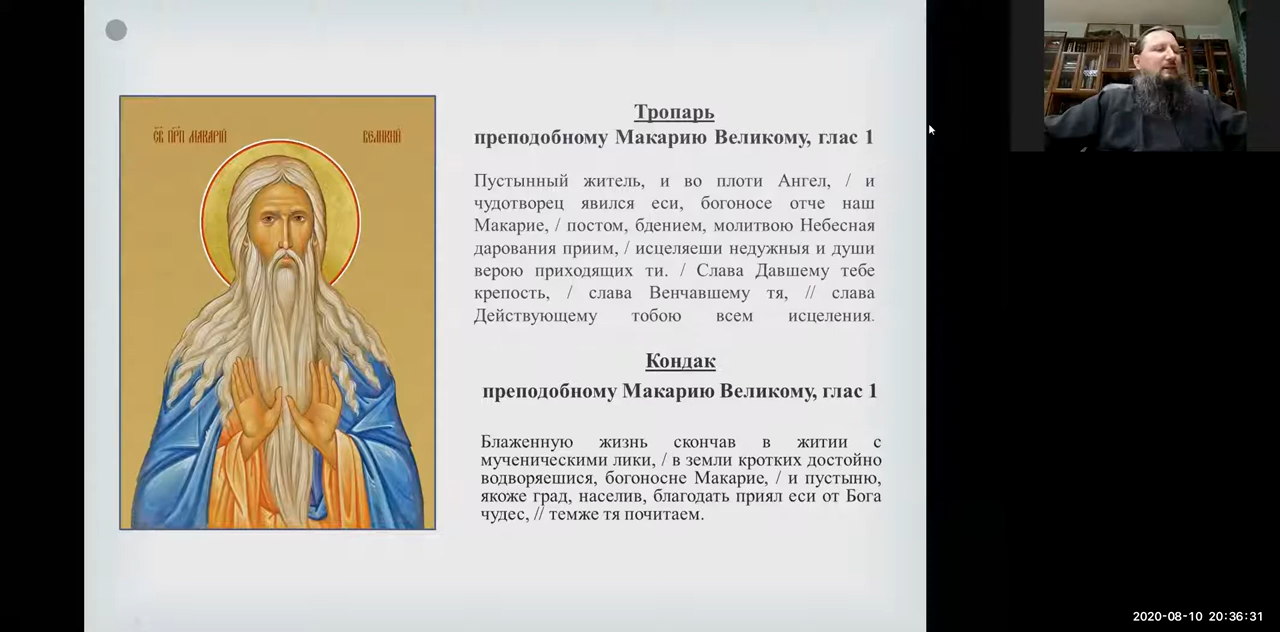 СВ҃ ПРП МАКАРІЙ ВЕЛИКІЙ
Тропарь
преподобному Макарию Великому, глас 1
Пустынный житель, и во плоти Ангел, / и
чудотворец явился еси, богоносе отче наш
Макарие, / постом, бдением, молитвою Небесная
дарования приим, / исцеляеши недужныя и души
верою приходящих ти. / Слава Давшему тебе
крепость, / слава Венчавшему тя, // слава
Действующему тобою всем исцеления.
Кондак
преподобному Макарию Великому, глас 1
Блаженную жизнь скончав в житии с
мученическими лики, / в земли кротких достойно
водворяешися, богоносне Макарие, / и пустыню,
якоже град, населив, благодать приял еси от Бога
чудес, // темже тя почитаем.
2020-08-10 20:36:31